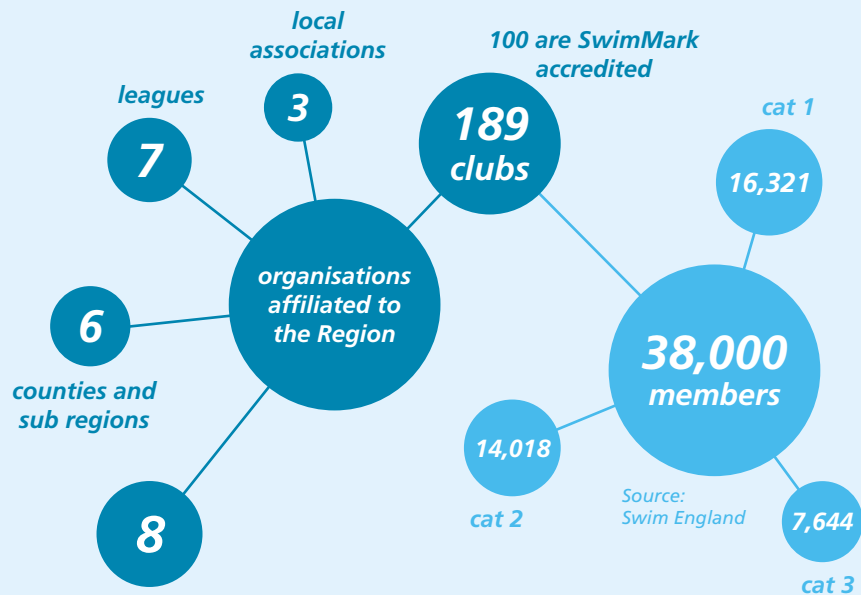 local
associations
3
leagues
7
100 are SwimMark
accredited
189
clubs
cat 1
16,321
organisations
affiliated to
the Region
6
counties and
sub regions
38,000
members
14,018
cat 2
Source:
Swim England
7,644
cat 3
8